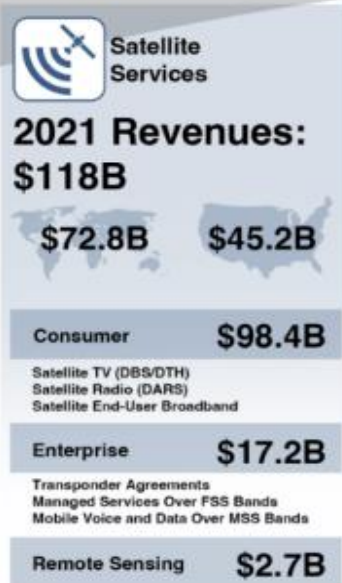 Satellite
Services
2021 Revenues:
$118B
$72.8B $45.2B
Consumer $98.4B
Satellite TV (DBS/DTH)
Satellite Radio (DARS)
Satellite End-User Broadband
Enterprise $17.2B
Transponder Agreements
Managed Services Over FSS Bands
Mobile Voice and Data Over MSS Bands
Remote Sensing $2.7B